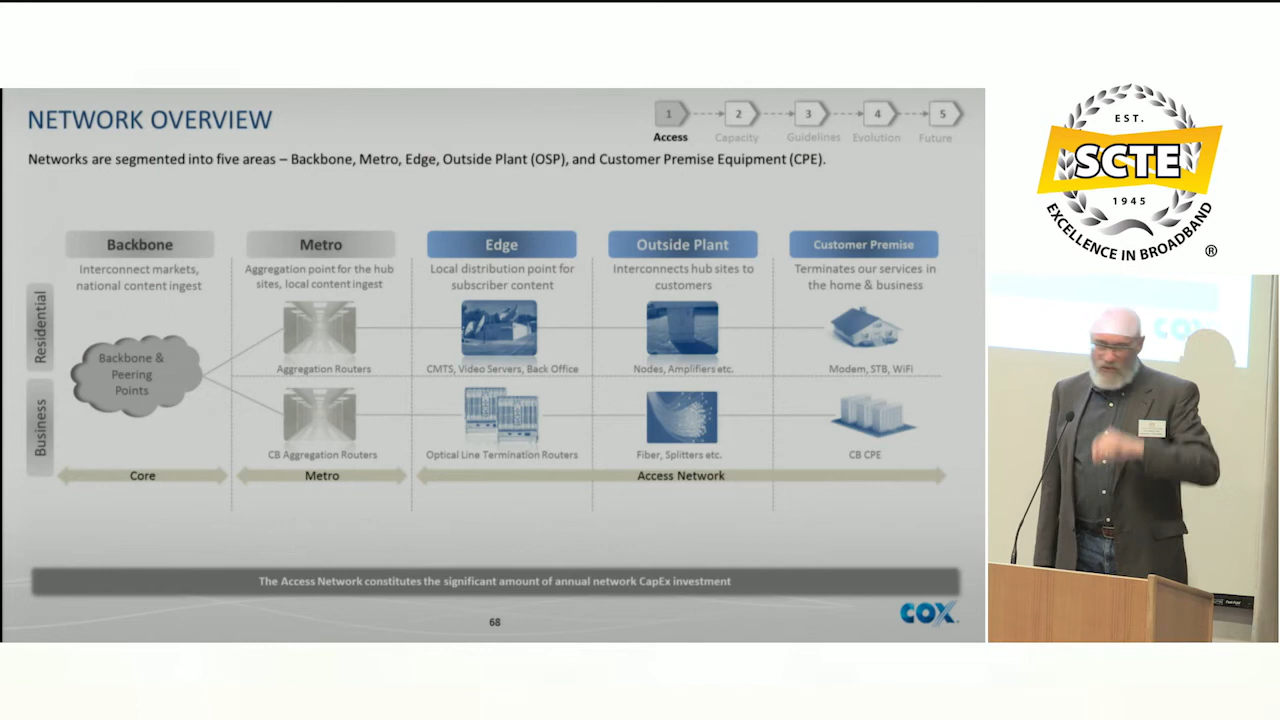 NETWORK OVERVIEW
1
2
3
4
5
Access
Capacity
Guidelines
Evolution
Future
Networks are segmented into five areas – Backbone, Metro, Edge, Outside Plant (OSP), and Customer Premise Equipment (CPE).
Backbone
Metro
Edge
Outside Plant
Customer Premise
Interconnect markets,
national content ingest
Aggregation point for the hub
sites, local content ingest
Local distribution point for
subscriber content
Interconnects hub sites to
customers
Terminates our services in
the home & business
Residential
Backbone &
Peering
Points
Aggregation Routers
CMTS, Video Servers, Back Office
Nodes, Amplifiers etc.
Modem, STB, WiFi
Business
CB Aggregation Routers
Optical Line Termination Routers
Fiber, Splitters etc.
CB CPE
Core
Metro
Access Network
The Access Network constitutes the significant amount of annual network CapEx investment
68
COX
EST.
SCTE
1945
EXCELLENCE IN BROADBAND
®
COX